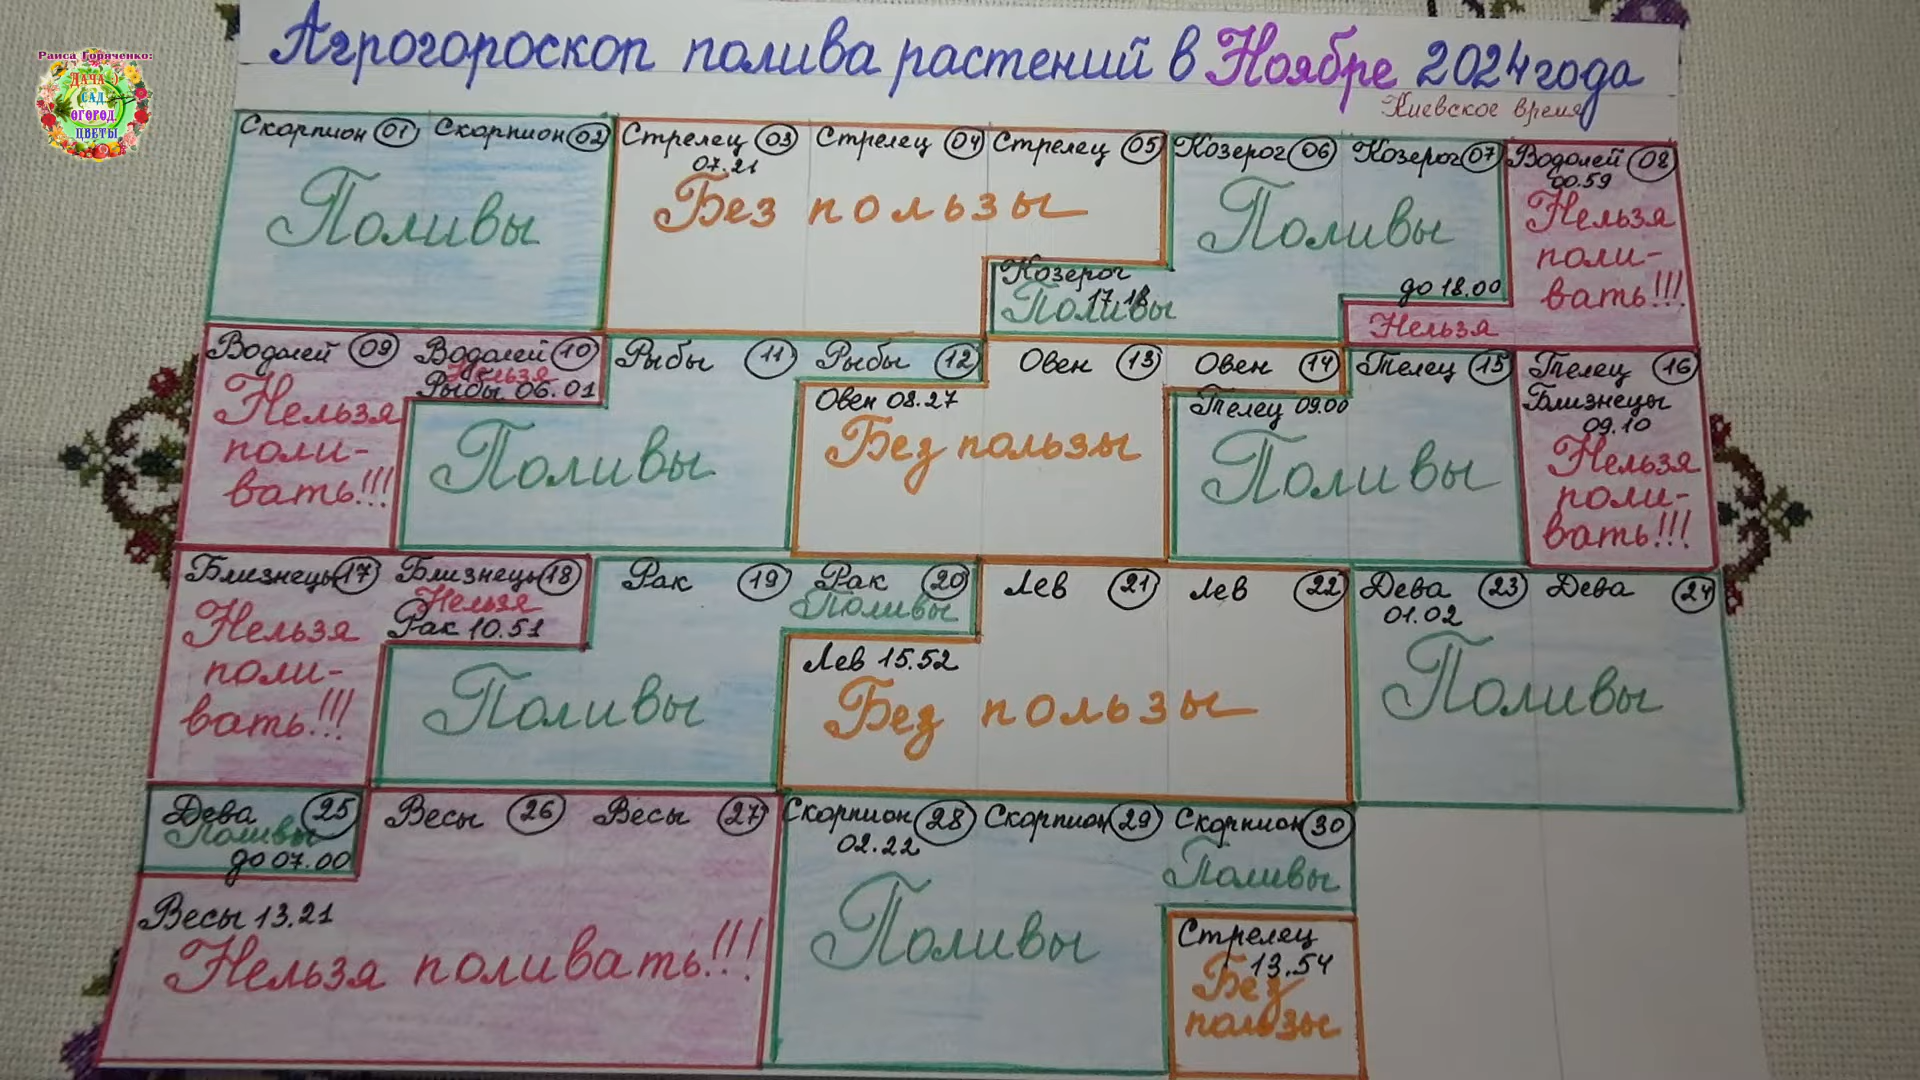 Раиса Горяченко:
ДАЧА
САД,
ОГОРОД,
ЦВЕТЫ
Агрогороскоп полива растений в Ноябре 2024 года
Киевское время
Скорпион 01 Скорпион 02 Стрелец 03 Стрелец 04 Стрелец 05 Козерог 06 Козерог 07 Водолей 08
07.21
00.59
Поливы
Без пользы
Поливы
Нельзя
поли-
вать!!!
Козерог
17.18
Поливы
до 18.00
Нельзя
Водолей 09 Водолей 10 Рыбы 11 Рыбы 12 Овен 13 Овен 14 Телец 15 Телец 16
Нельзя
Рыбы 06.01
Овен 08.27
Телец 09.00
Близнецы
09.10
Нельзя
поли-
вать!!!
Поливы
Без пользы
Поливы
Нельзя
поли-
вать!!!
Близнецы 17 Близнецы 18 Рак 19 Рак 20 Лев 21 Лев 22 Дева 23 Дева 24
Нельзя
Поливы
01.02
Рак 10.51
Лев 15.52
Нельзя
поли-
вать!!!
Поливы
Без пользы
Поливы
Дева 25 Весы 26 Весы 27 Скорпион 28 Скорпион 29 Скорпион 30
Поливы
до 07.00
02.22
Поливы
Весы 13.21
Нельзя поливать!!!
Поливы
Стрелец
13.54
Без
пользы